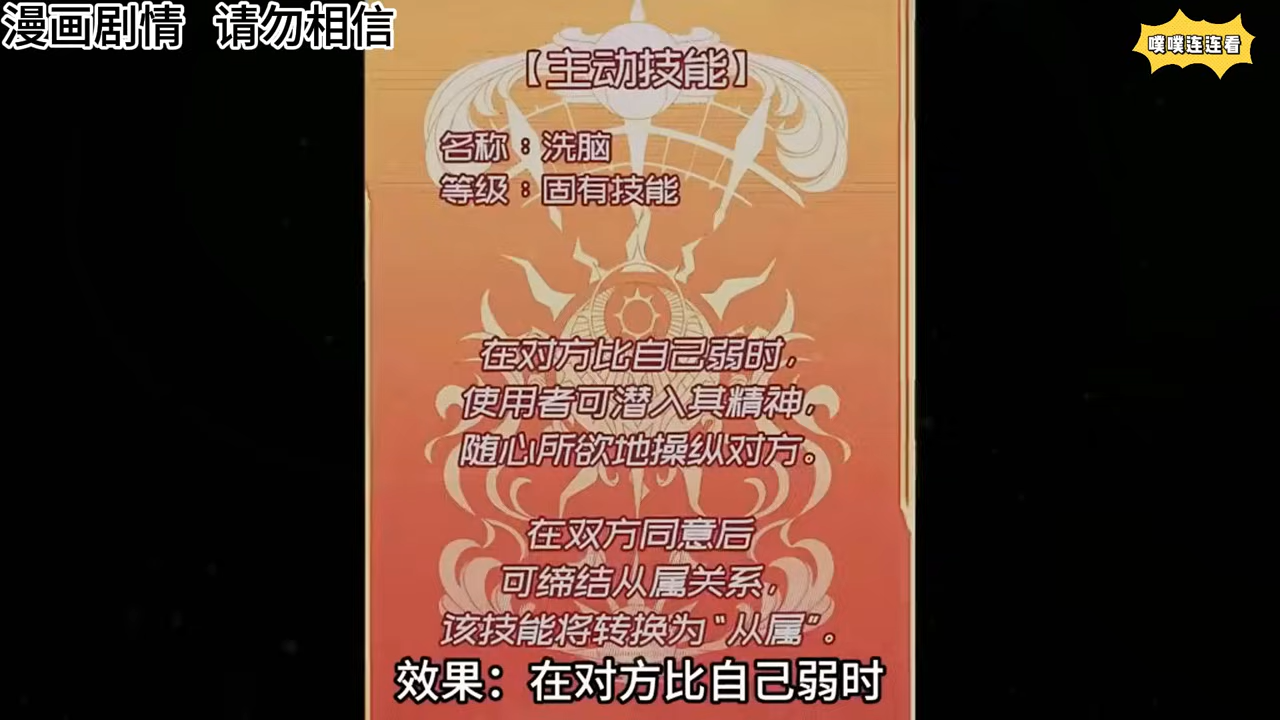 漫画剧情 请勿相信
噗噗连连看
【主动技能】
名称：洗脑
等级：固有技能
在对方比自己弱时，
使用者可潜入其精神，
随心所欲地操纵对方。
在双方同意后
可缔结从属关系，
该技能将转换为“从属”。
效果：在对方比自己弱时